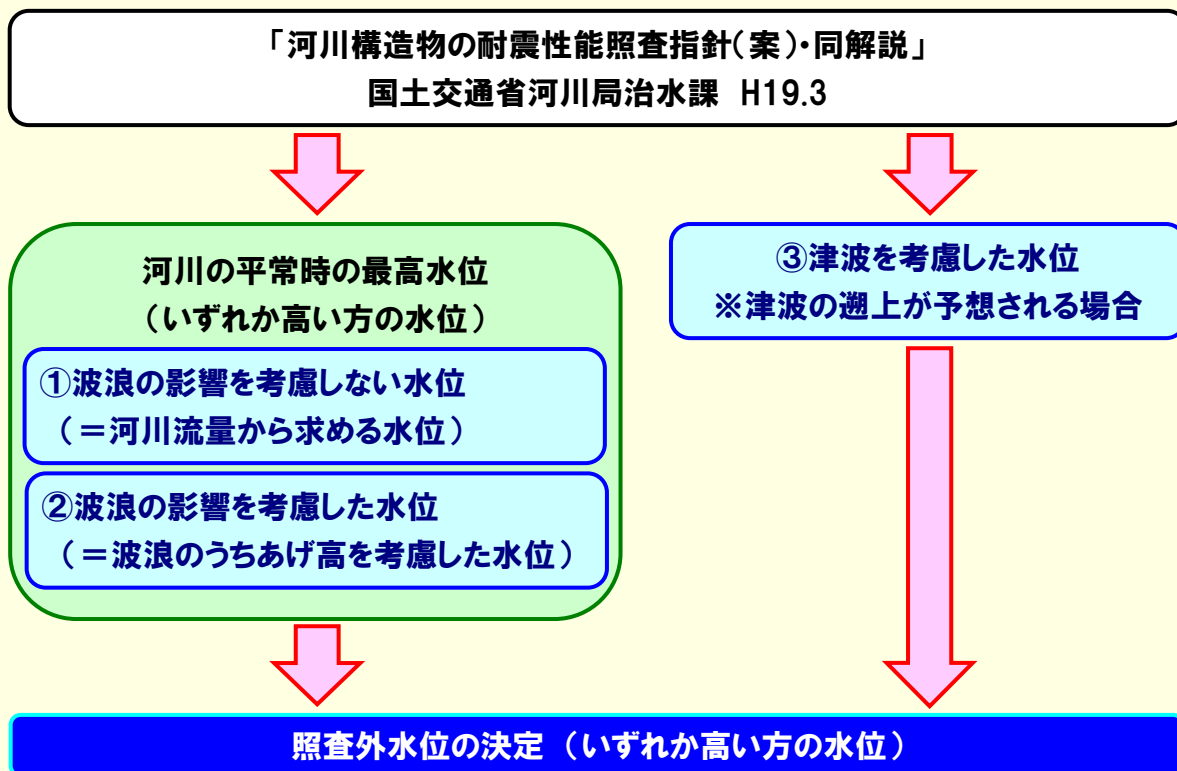 「河川構造物の耐震性能照査指針(案)・同解説」
国土交通省河川局治水課 H19.3
河川の平常時の最高水位
(いずれか高い方の水位)
①波浪の影響を考慮しない水位
(=河川流量から求める水位)
②波浪の影響を考慮した水位
(=波浪のうちあげ高を考慮した水位)
③津波を考慮した水位
※津波の遡上が予想される場合
照査外水位の決定 (いずれか高い方の水位)